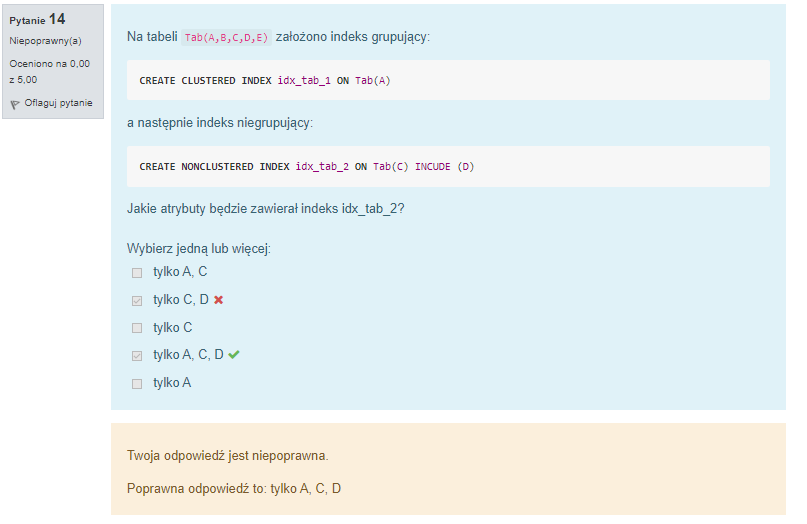 Pytanie 14
Niepoprawny(a)
Oceniono na 0,00
z 5,00
Oflaguj pytanie
Na tabeli Tab(A,B,C,D,E) założono indeks grupujący:
CREATE CLUSTERED INDEX idx_tab_1 ON Tab(A)
a następnie indeks niegrupujący:
CREATE NONCLUSTERED INDEX idx_tab_2 ON Tab(C) INCUDE (D)
Jakie atrybuty będzie zawierał indeks idx_tab_2?
Wybierz jedną lub więcej:
tylko A, C
tylko C, D
tylko C
tylko A, C, D
tylko A
Twoja odpowiedź jest niepoprawna.
Poprawna odpowiedź to: tylko A, C, D